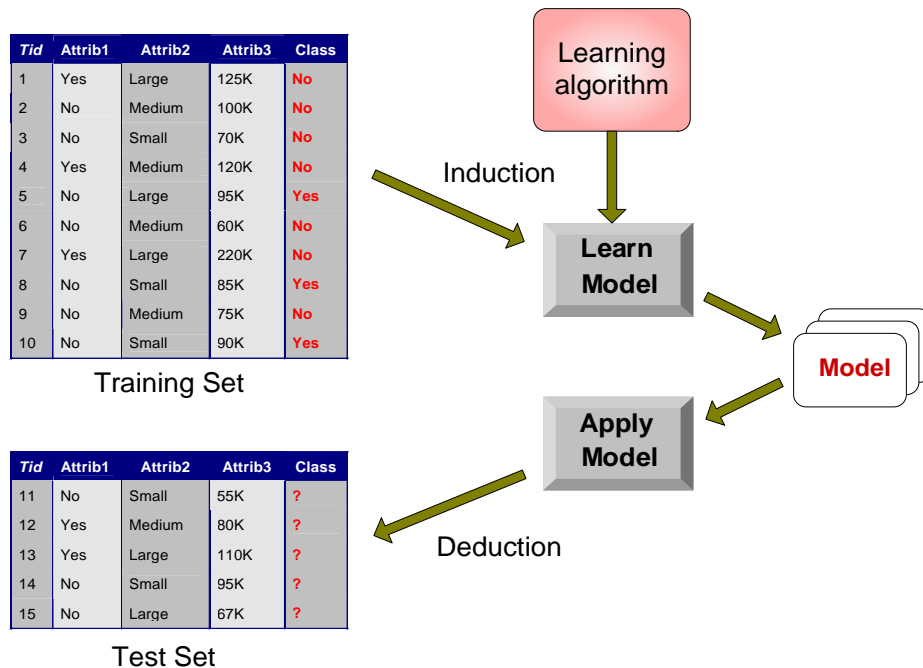 Tid Attrib1 Attrib2 Attrib3 Class
1 Yes Large 125K No
2 No Medium 100K No
3 No Small 70K No
4 Yes Medium 120K No
5 No Large 95K Yes
6 No Medium 60K No
7 Yes Large 220K No
8 No Small 85K Yes
9 No Medium 75K No
10 No Small 90K Yes
Training Set
Learning
algorithm
Induction
Learn
Model
Model
Apply
Model
Deduction
Tid Attrib1 Attrib2 Attrib3 Class
11 No Small 55K ?
12 Yes Medium 80K ?
13 Yes Large 110K ?
14 No Small 95K ?
15 No Large 67K ?
Test Set